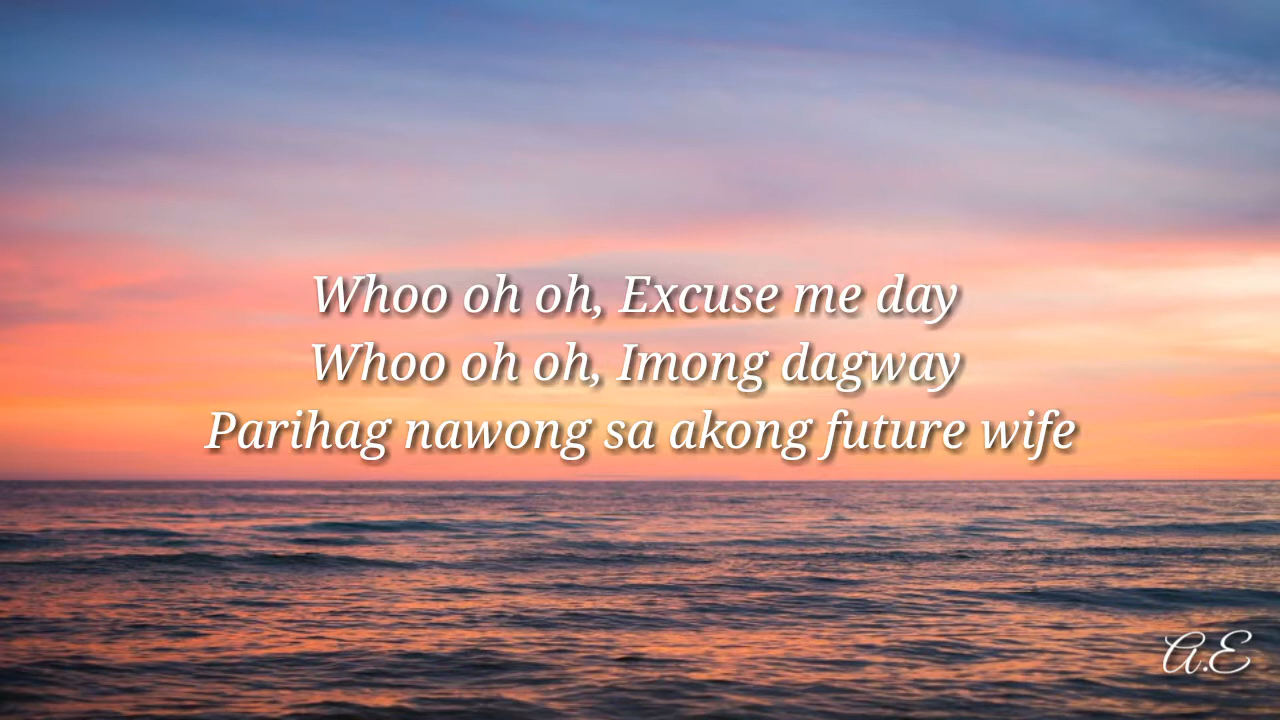 Whoo oh oh, Excuse me day
Whoo oh oh, Imong dagway
Parihag nawong sa akong future wife
A.E